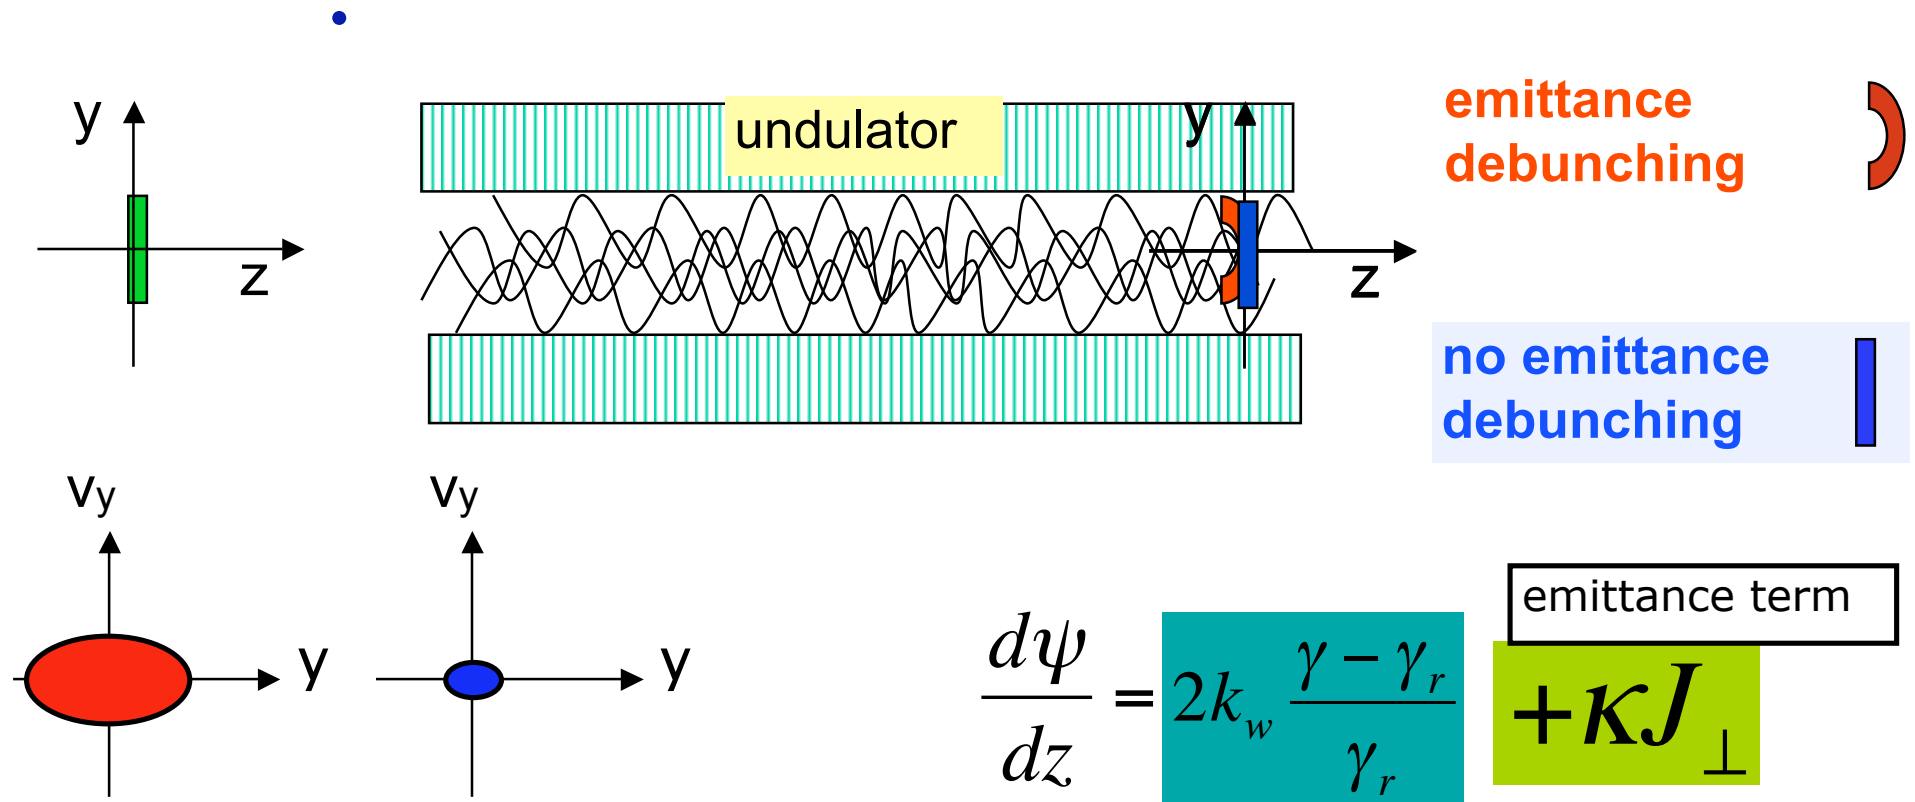 y
z
undulator
y
z
emittance
debunching
no emittance
debunching
vy
y
vy
y
emittance term
dψ/dz = 2k_w (γ − γ_r)/γ_r +κJ_⊥